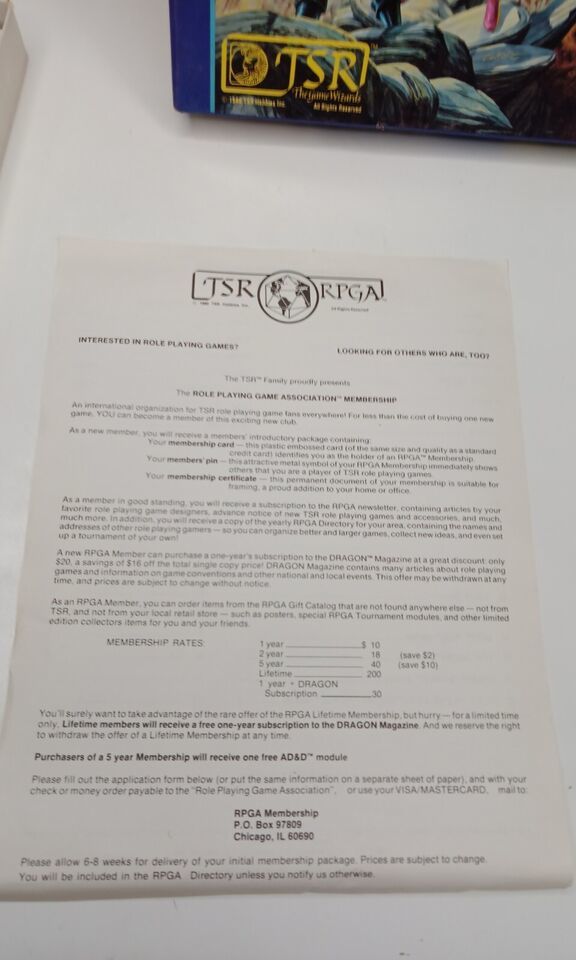 TSR™
The Game Wizards
© 1980 TSR Hobbies Inc.
All Rights Reserved
TSR RPGA™
© 1980 TSR Hobbies, Inc.
All Rights Reserved
INTERESTED IN ROLE PLAYING GAMES?
LOOKING FOR OTHERS WHO ARE, TOO?
The TSR™ Family proudly presents
The ROLE PLAYING GAME ASSOCIATION™ MEMBERSHIP
An international organization for TSR role playing game fans everywhere! For less than the cost of buying one new
game, YOU can become a member of this exciting new club.
As a new member, you will receive a members' introductory package containing:
Your membership card — this plastic embossed card (of the same size and quality as a standard
credit card) identifies you as the holder of an RPGA™ Membership.
Your members' pin — this attractive metal symbol of your RPGA Membership immediately shows
others that you are a player of TSR role playing games.
Your membership certificate — this permanent document of your membership is suitable for
framing, a proud addition to your home or office.
As a member in good standing, you will receive a subscription to the RPGA newsletter, containing articles by your
favorite role playing game designers, advance notice of new TSR role playing games and accessories, and much,
much more. In addition, you will receive a copy of the yearly RPGA Directory for your area, containing the names and
addresses of other role playing gamers — so you can organize better and larger games, collect new ideas, and even set
up a tournament of your own!
A new RPGA Member can purchase a one-year's subscription to the DRAGON™ Magazine at a great discount: only
$20, a savings of $16 off the total single copy price! DRAGON Magazine contains many articles about role playing
games and information on game conventions and other national and local events. This offer may be withdrawn at any
time, and prices are subject to change without notice.
As an RPGA Member, you can order items from the RPGA Gift Catalog that are not found anywhere else — not from
TSR, and not from your local retail store — such as posters, special RPGA Tournament modules, and other limited
edition collectors items for you and your friends.
MEMBERSHIP RATES: 1 year $ 10
2 year 18 (save $2)
5 year 40 (save $10)
Lifetime 200
1 year + DRAGON
Subscription 30
You'll surely want to take advantage of the rare offer of the RPGA Lifetime Membership, but hurry — for a limited time
only, Lifetime members will receive a free one-year subscription to the DRAGON Magazine. And we reserve the right
to withdraw the offer of a Lifetime Membership at any time.
Purchasers of a 5 year Membership will receive one free AD&D™ module
Please fill out the application form below (or put the same information on a separate sheet of paper), and with your
check or money order payable to the "Role Playing Game Association", or use your VISA/MASTERCARD, mail to:
RPGA Membership
P.O. Box 97809
Chicago, IL 60690
Please allow 6-8 weeks for delivery of your initial membership package. Prices are subject to change.
You will be included in the RPGA Directory unless you notify us otherwise.